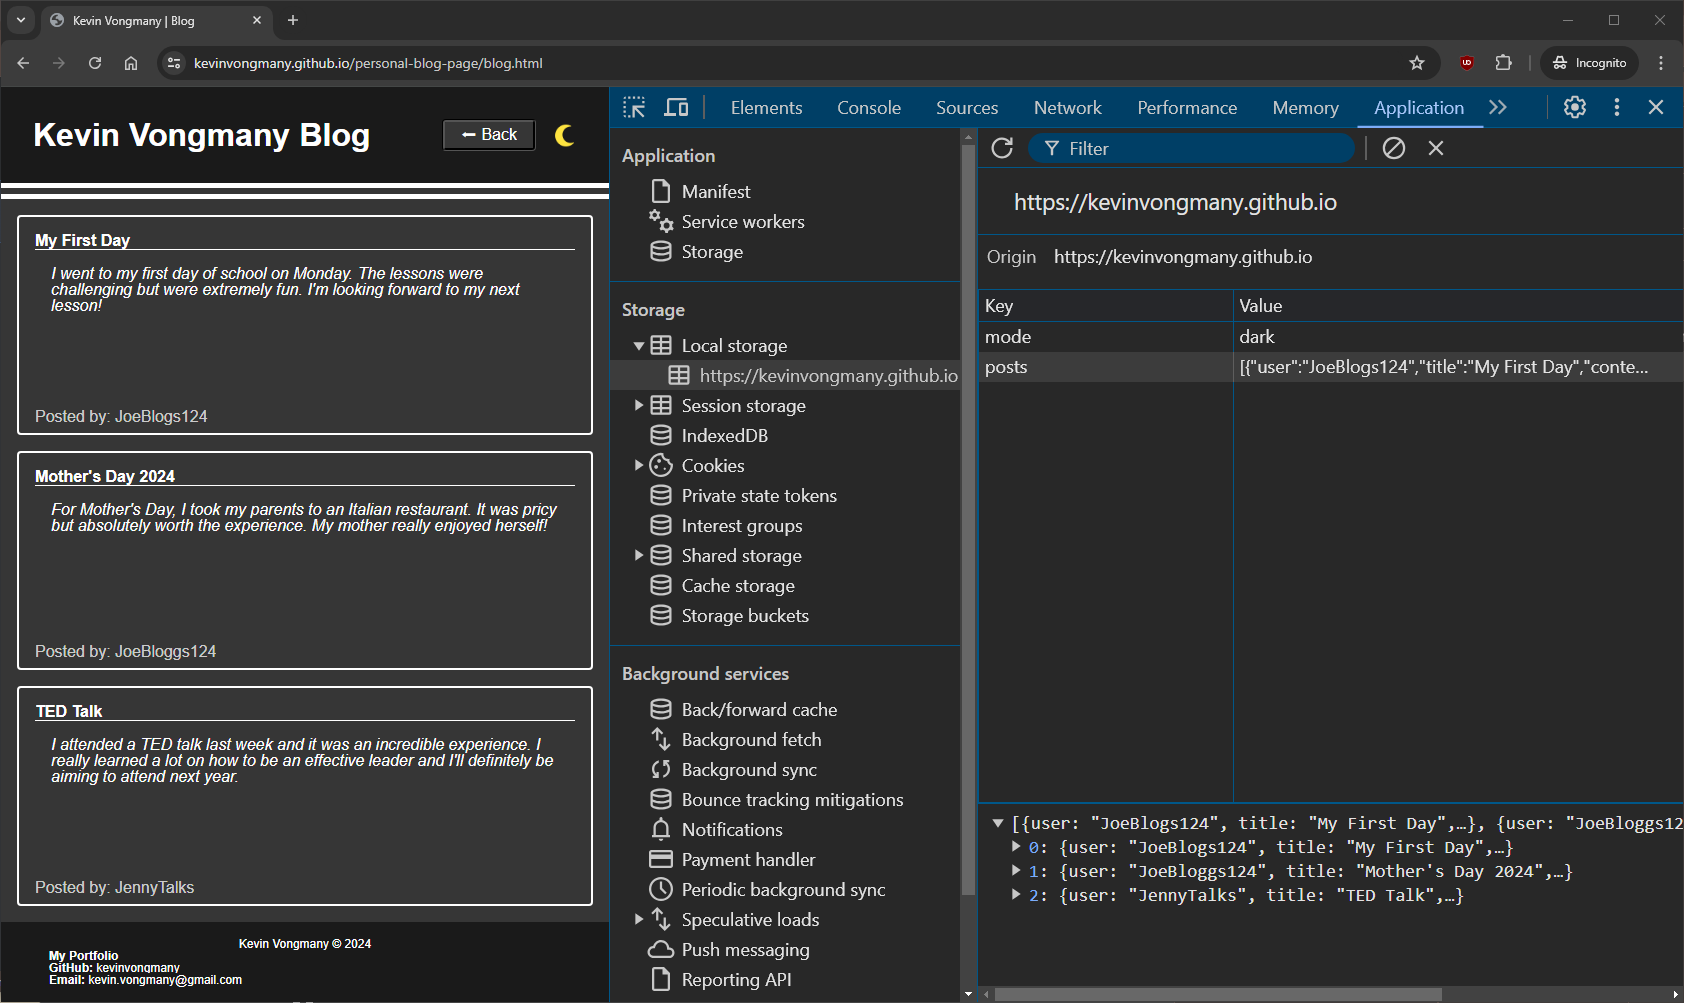 Kevin Vongmany | Blog
kevinvongmany.github.io/personal-blog-page/blog.html
Incognito
Kevin Vongmany Blog
← Back
My First Day
I went to my first day of school on Monday. The lessons were
challenging but were extremely fun. I'm looking forward to my next
lesson!
Posted by: JoeBlogs124
Mother's Day 2024
For Mother's Day, I took my parents to an Italian restaurant. It was pricy
but absolutely worth the experience. My mother really enjoyed herself!
Posted by: JoeBloggs124
TED Talk
I attended a TED talk last week and it was an incredible experience. I
really learned a lot on how to be an effective leader and I'll definitely be
aiming to attend next year.
Posted by: JennyTalks
Kevin Vongmany © 2024
My Portfolio
GitHub: kevinvongmany
Email: kevin.vongmany@gmail.com
Elements Console Sources Network Performance Memory Application
Application
Manifest
Service workers
Storage
Storage
Local storage
https://kevinvongmany.github.io
Session storage
IndexedDB
Cookies
Private state tokens
Interest groups
Shared storage
Cache storage
Storage buckets
Background services
Back/forward cache
Background fetch
Background sync
Bounce tracking mitigations
Notifications
Payment handler
Periodic background sync
Speculative loads
Push messaging
Reporting API
Filter
https://kevinvongmany.github.io
Origin https://kevinvongmany.github.io
Key Value
mode dark
posts [{"user":"JoeBlogs124","title":"My First Day","conte...
[{user: "JoeBlogs124", title: "My First Day",…}, {user: "JoeBloggs12
0: {user: "JoeBlogs124", title: "My First Day",…}
1: {user: "JoeBloggs124", title: "Mother's Day 2024",…}
2: {user: "JennyTalks", title: "TED Talk",…}